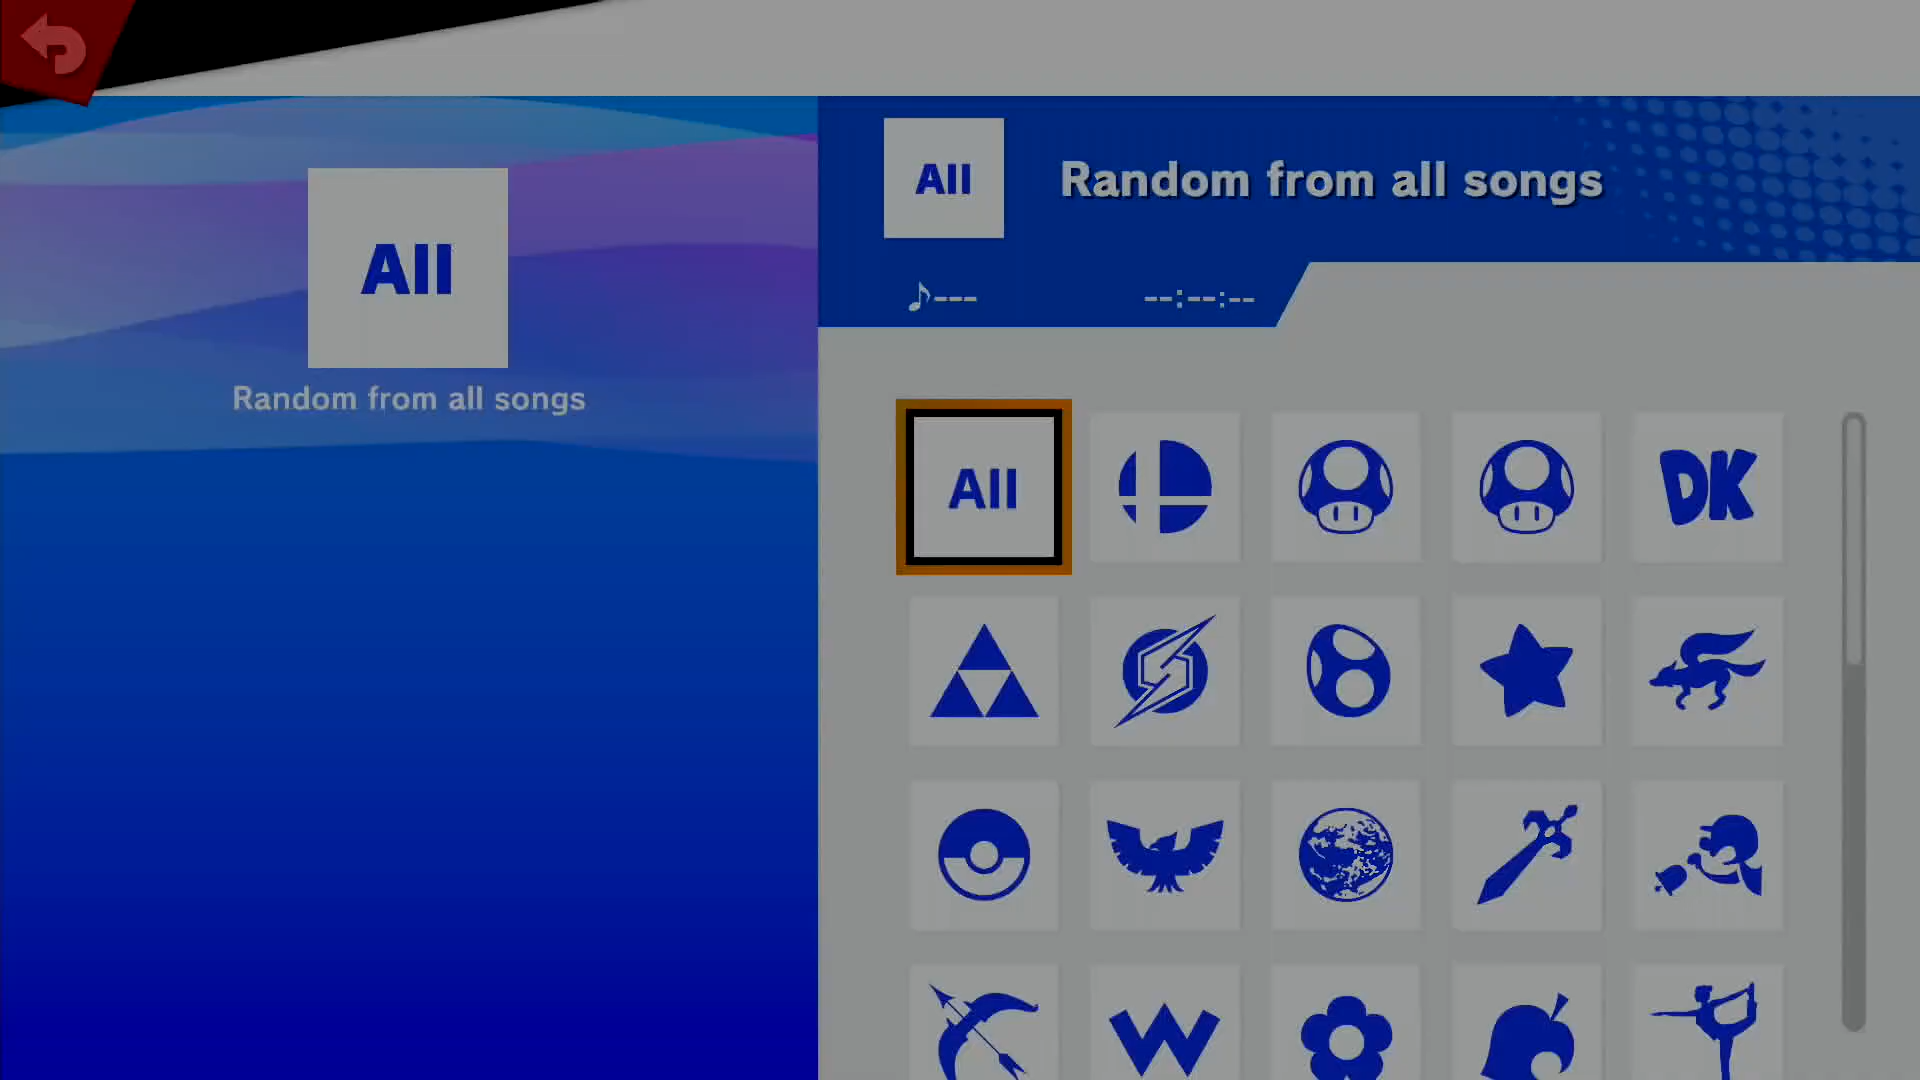 All
Random from all songs
All
Random from all songs
♪---
--:--:--
All
DK